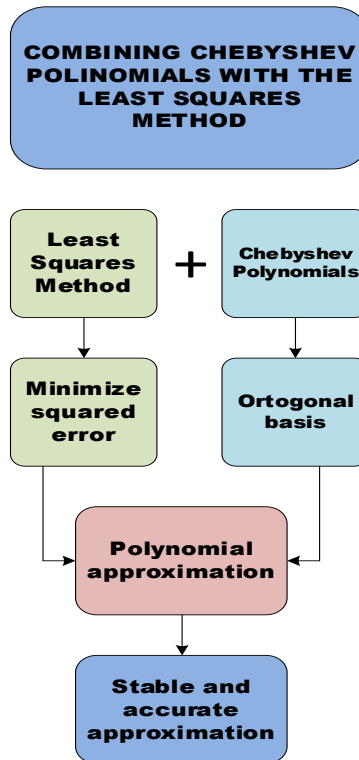 COMBINING CHEBYSHEV
POLINOMIALS WITH THE
LEAST SQUARES
METHOD
Least
Squares
Method
+
Chebyshev
Polynomials
Minimize
squared
error
Ortogonal
basis
Polynomial
approximation
Stable and
accurate
approximation